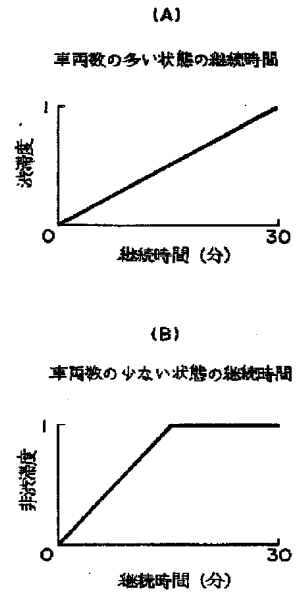 (A)
車両数の多い状態の継続時間
1
渋滞度
0
30
継続時間 (分)
(B)
車両数の少ない状態の継続時間
1
非渋滞度
0
30
継続時間 (分)